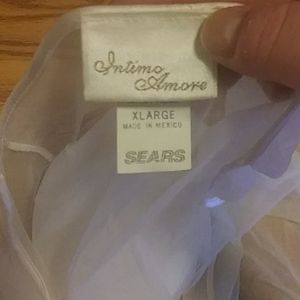 Intimo
Amore
XLARGE
MADE IN MEXICO
SEARS